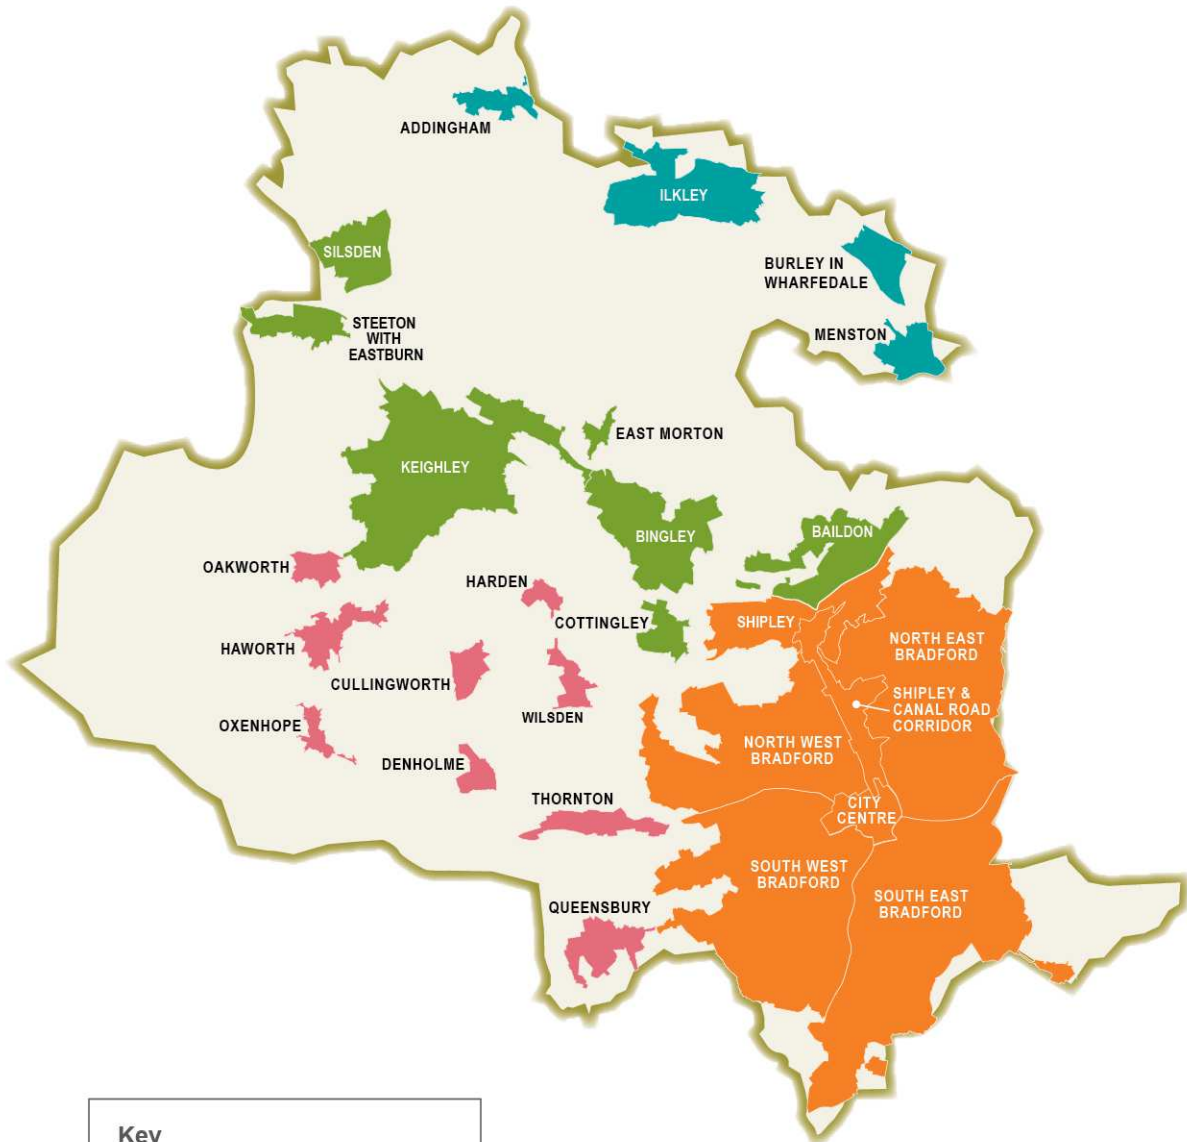 ADDINGHAM
ILKLEY
SILSDEN
BURLEY IN
WHARFEDALE
STEETON
WITH
EASTBURN
MENSTON
EAST MORTON
KEIGHLEY
BINGLEY
BAILDON
OAKWORTH
HARDEN
COTTINGLEY
SHIPLEY
HAWORTH
NORTH EAST
BRADFORD
CULLINGWORTH
WILSDEN
SHIPLEY &
CANAL ROAD
CORRIDOR
OXENHOPE
NORTH WEST
BRADFORD
DENHOLME
THORNTON
CITY
CENTRE
SOUTH WEST
BRADFORD
SOUTH EAST
BRADFORD
QUEENSBURY
Key